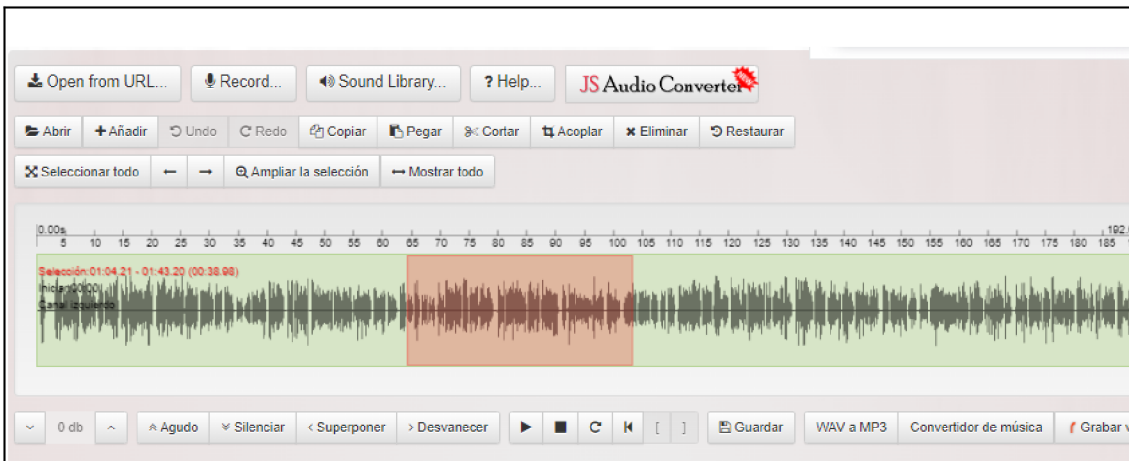 Open from URL... Record... Sound Library... ? Help... JS Audio Converter
Abrir Añadir Undo Redo Copiar Pegar Cortar Acoplar Eliminar Restaurar
Seleccionar todo Ampliar la selección Mostrar todo
0.00s 192.
5 10 15 20 25 30 35 40 45 50 55 60 65 70 75 80 85 90 95 100 105 110 115 120 125 130 135 140 145 150 155 160 165 170 175 180 185
Selección:01:04.21 - 01:43.20 (00:38.98)
Inicial:00:00
Canal izquierdo
0 db Agudo Silenciar < Superponer > Desvanecer [ ] Guardar WAV a MP3 Convertidor de música Grabar v